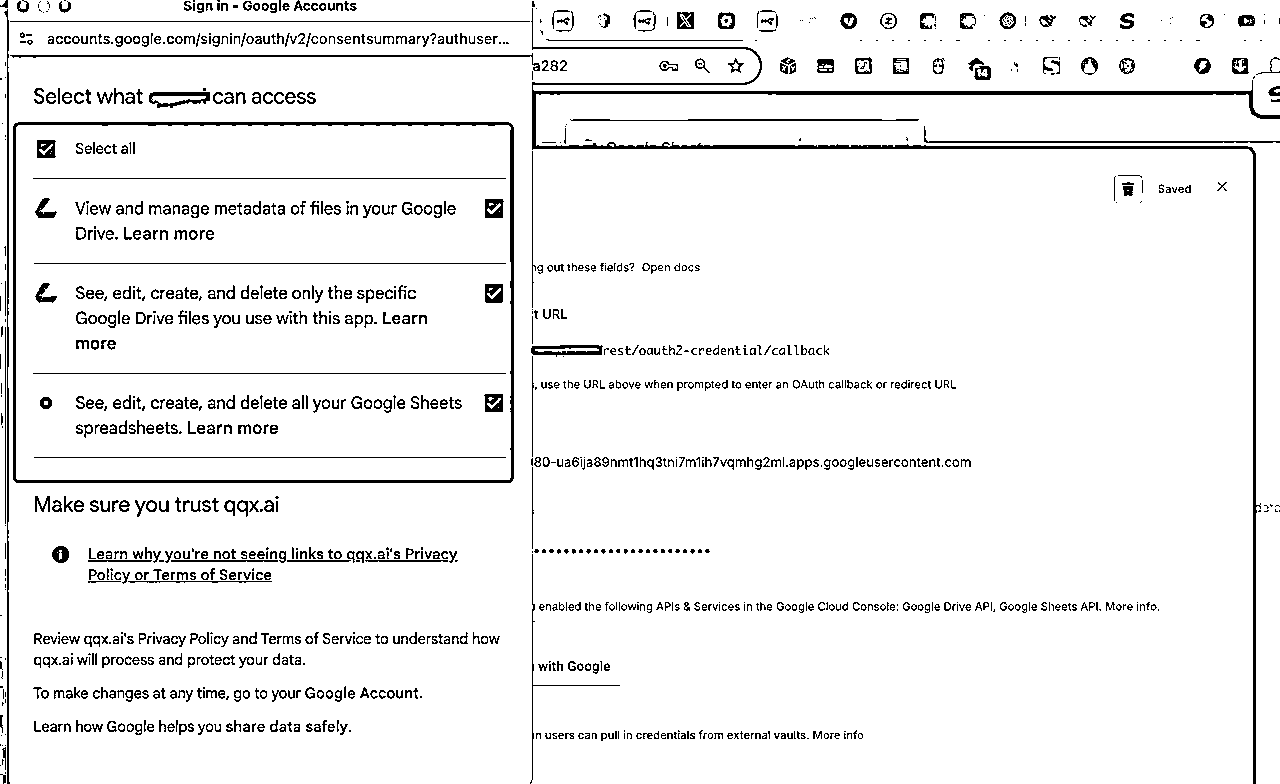 Sign in - Google Accounts
accounts.google.com/signin/oauth/v2/consentsummary?authuser...
Select what can access
Select all
View and manage metadata of files in your Google
Drive. Learn more
See, edit, create, and delete only the specific
Google Drive files you use with this app. Learn
more
See, edit, create, and delete all your Google Sheets
spreadsheets. Learn more
Make sure you trust qqx.ai
Learn why you're not seeing links to qqx.ai's Privacy
Policy or Terms of Service
Review qqx.ai's Privacy Policy and Terms of Service to understand how
qqx.ai will process and protect your data.
To make changes at any time, go to your Google Account.
Learn how Google helps you share data safely.
a282
14
Saved
ng out these fields? Open docs
t URL
rest/oauth2-credential/callback
, use the URL above when prompted to enter an OAuth callback or redirect URL
80-ua6ija89nmt1hq3tni7m1ih7vqmhg2ml.apps.googleusercontent.com
enabled the following APIs & Services in the Google Cloud Console: Google Drive API, Google Sheets API. More info.
with Google
n users can pull in credentials from external vaults. More info